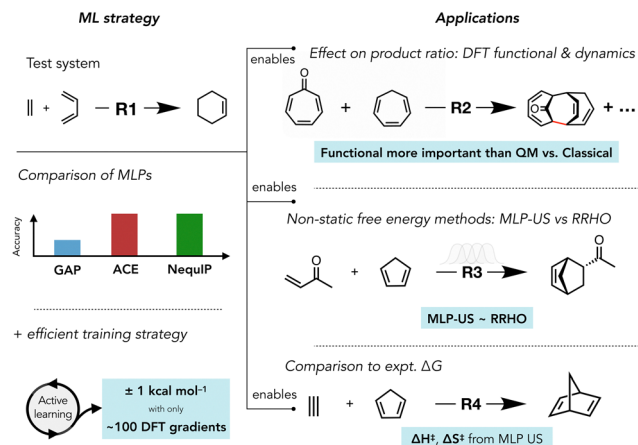 ML strategy
Test system
+
R1
Comparison of MLPs
Accuracy
GAP ACE NequIP
+ efficient training strategy
Active
learning
± 1 kcal mol⁻¹
with only
~100 DFT gradients
Applications
enables
Effect on product ratio: DFT functional & dynamics
O
+ R2 O + ...
Functional more important than QM vs. Classical
enables
Non-static free energy methods: MLP-US vs RRHO
O
+ R3 O
MLP-US ~ RRHO
enables
Comparison to expt. ΔG
+ R4
ΔH‡, ΔS‡ from MLP US